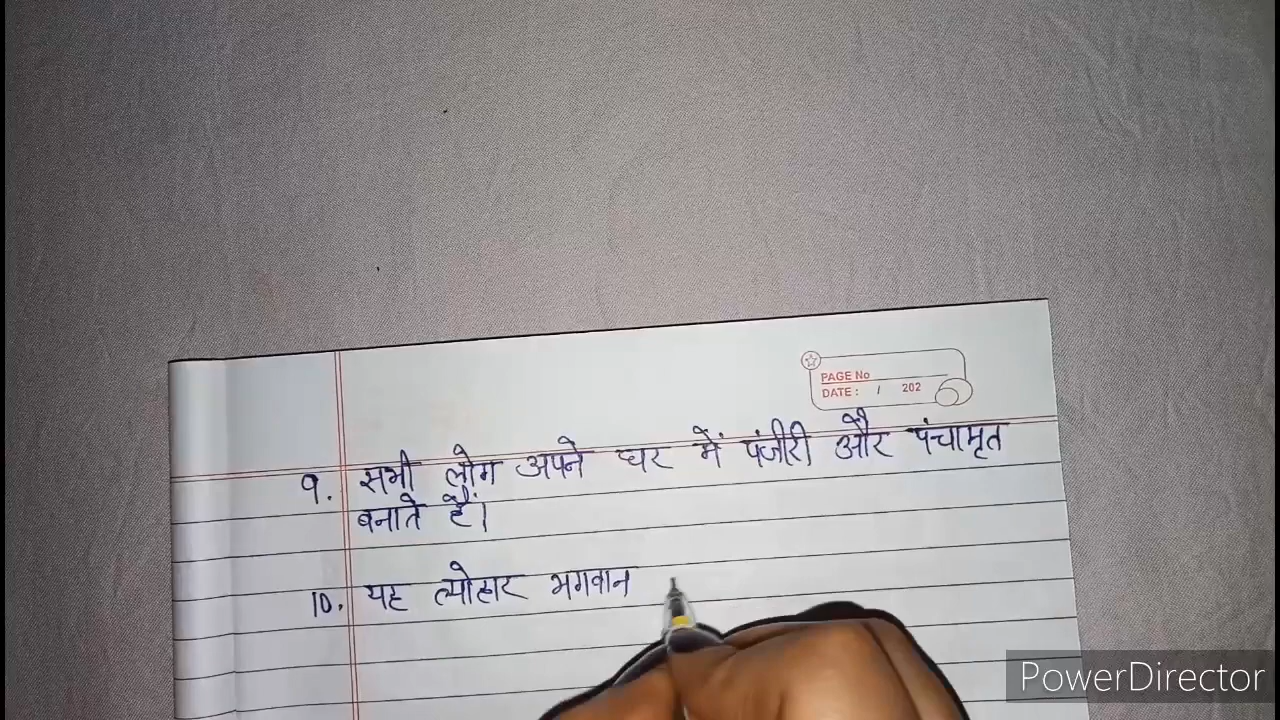 PAGE No
DATE : / 202
9. सभी लोग अपने घर में पंजीरी और पंचामृत
बनाते हैं।
10. यह त्योहार भगवान
PowerDirector